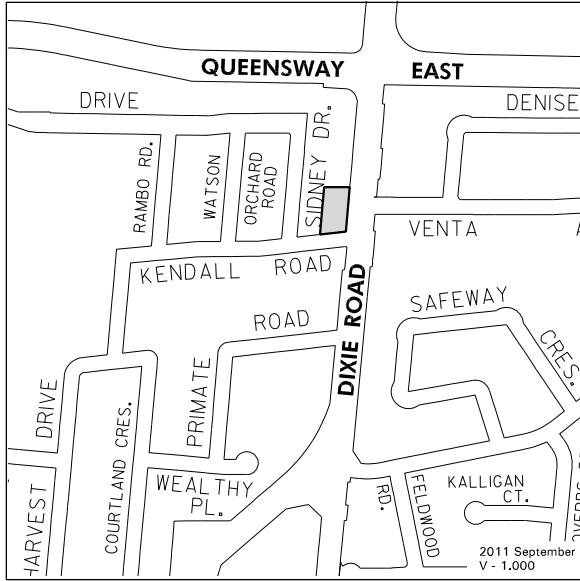 QUEENSWAY EAST
DRIVE
DENISE
SIDNEY DR.
RAMBO RD.
WATSON
ORCHARD
ROAD
VENTA
KENDALL ROAD
DIXIE ROAD
SAFEWAY
CRES.
ROAD
PRIMATE
DRIVE
COURTLAND CRES.
WEALTHY
PL.
HARVEST
RD.
FELDWOOD
KALLIGAN
CT.
2011 September
V - 1.000